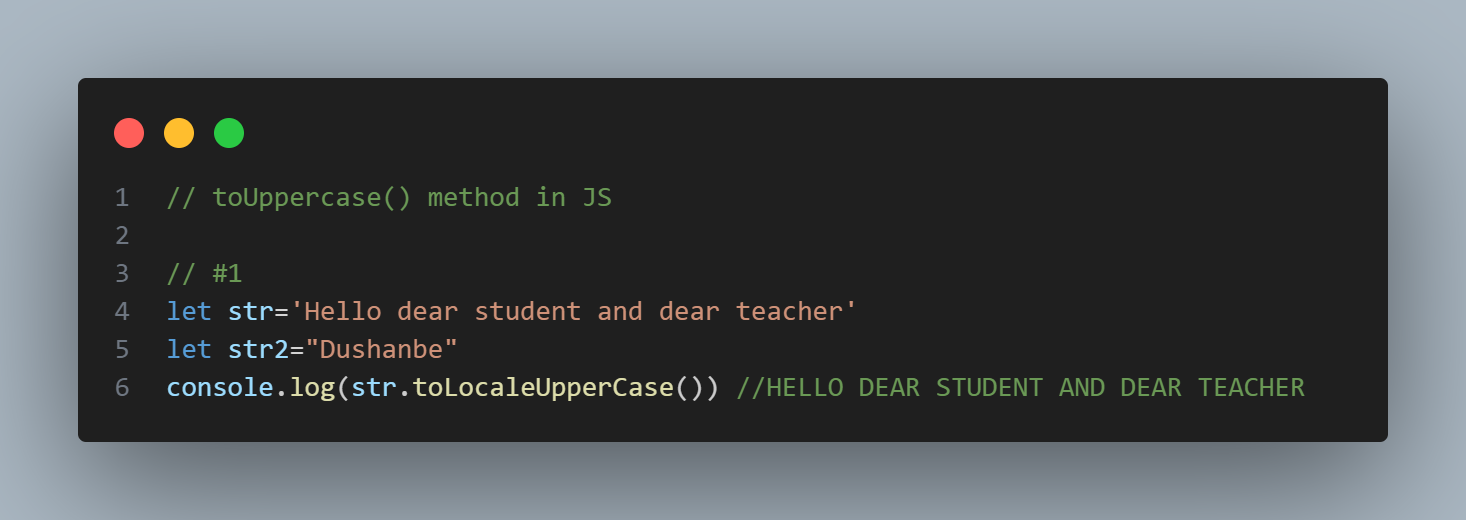 1 // toUppercase() method in JS
2
3 // #1
4 let str='Hello dear student and dear teacher'
5 let str2="Dushanbe"
6 console.log(str.toLocaleUpperCase()) //HELLO DEAR STUDENT AND DEAR TEACHER